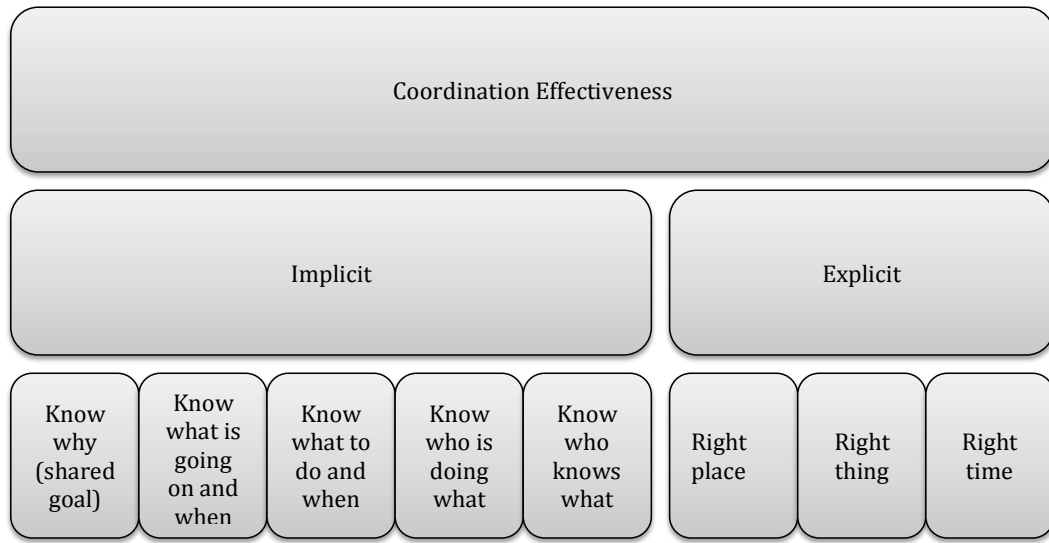 Coordination Effectiveness
Implicit
Explicit
Know
why
(shared
goal)
Know
what is
going
on and
when
Know
what to
do and
when
Know
who is
doing
what
Know
who
knows
what
Right
place
Right
thing
Right
time